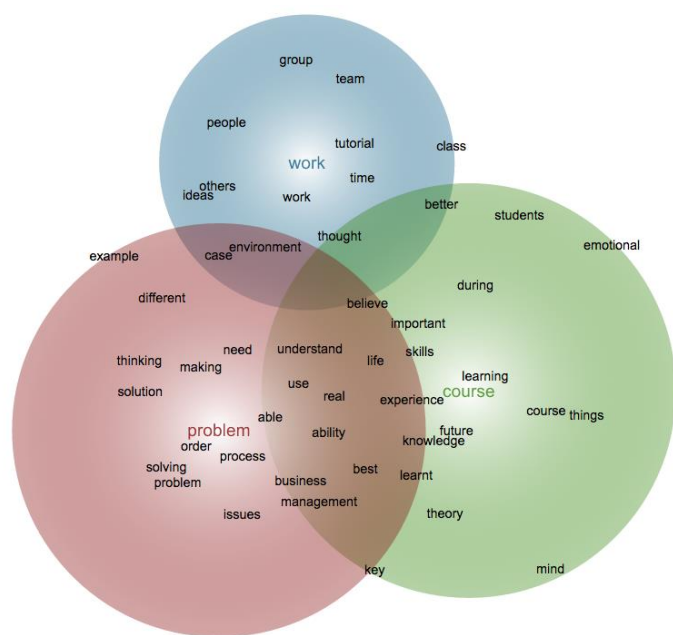 group
team
people
tutorial
class
work
time
others
ideas
work
better
students
thought
emotional
environment
case
example
during
different
believe
important
need
understand
skills
thinking
making
life
learning
use
solution
real
experience
course
course
things
able
problem
ability
future
knowledge
order
process
solving
best
learnt
problem
business
management
issues
theory
key
mind